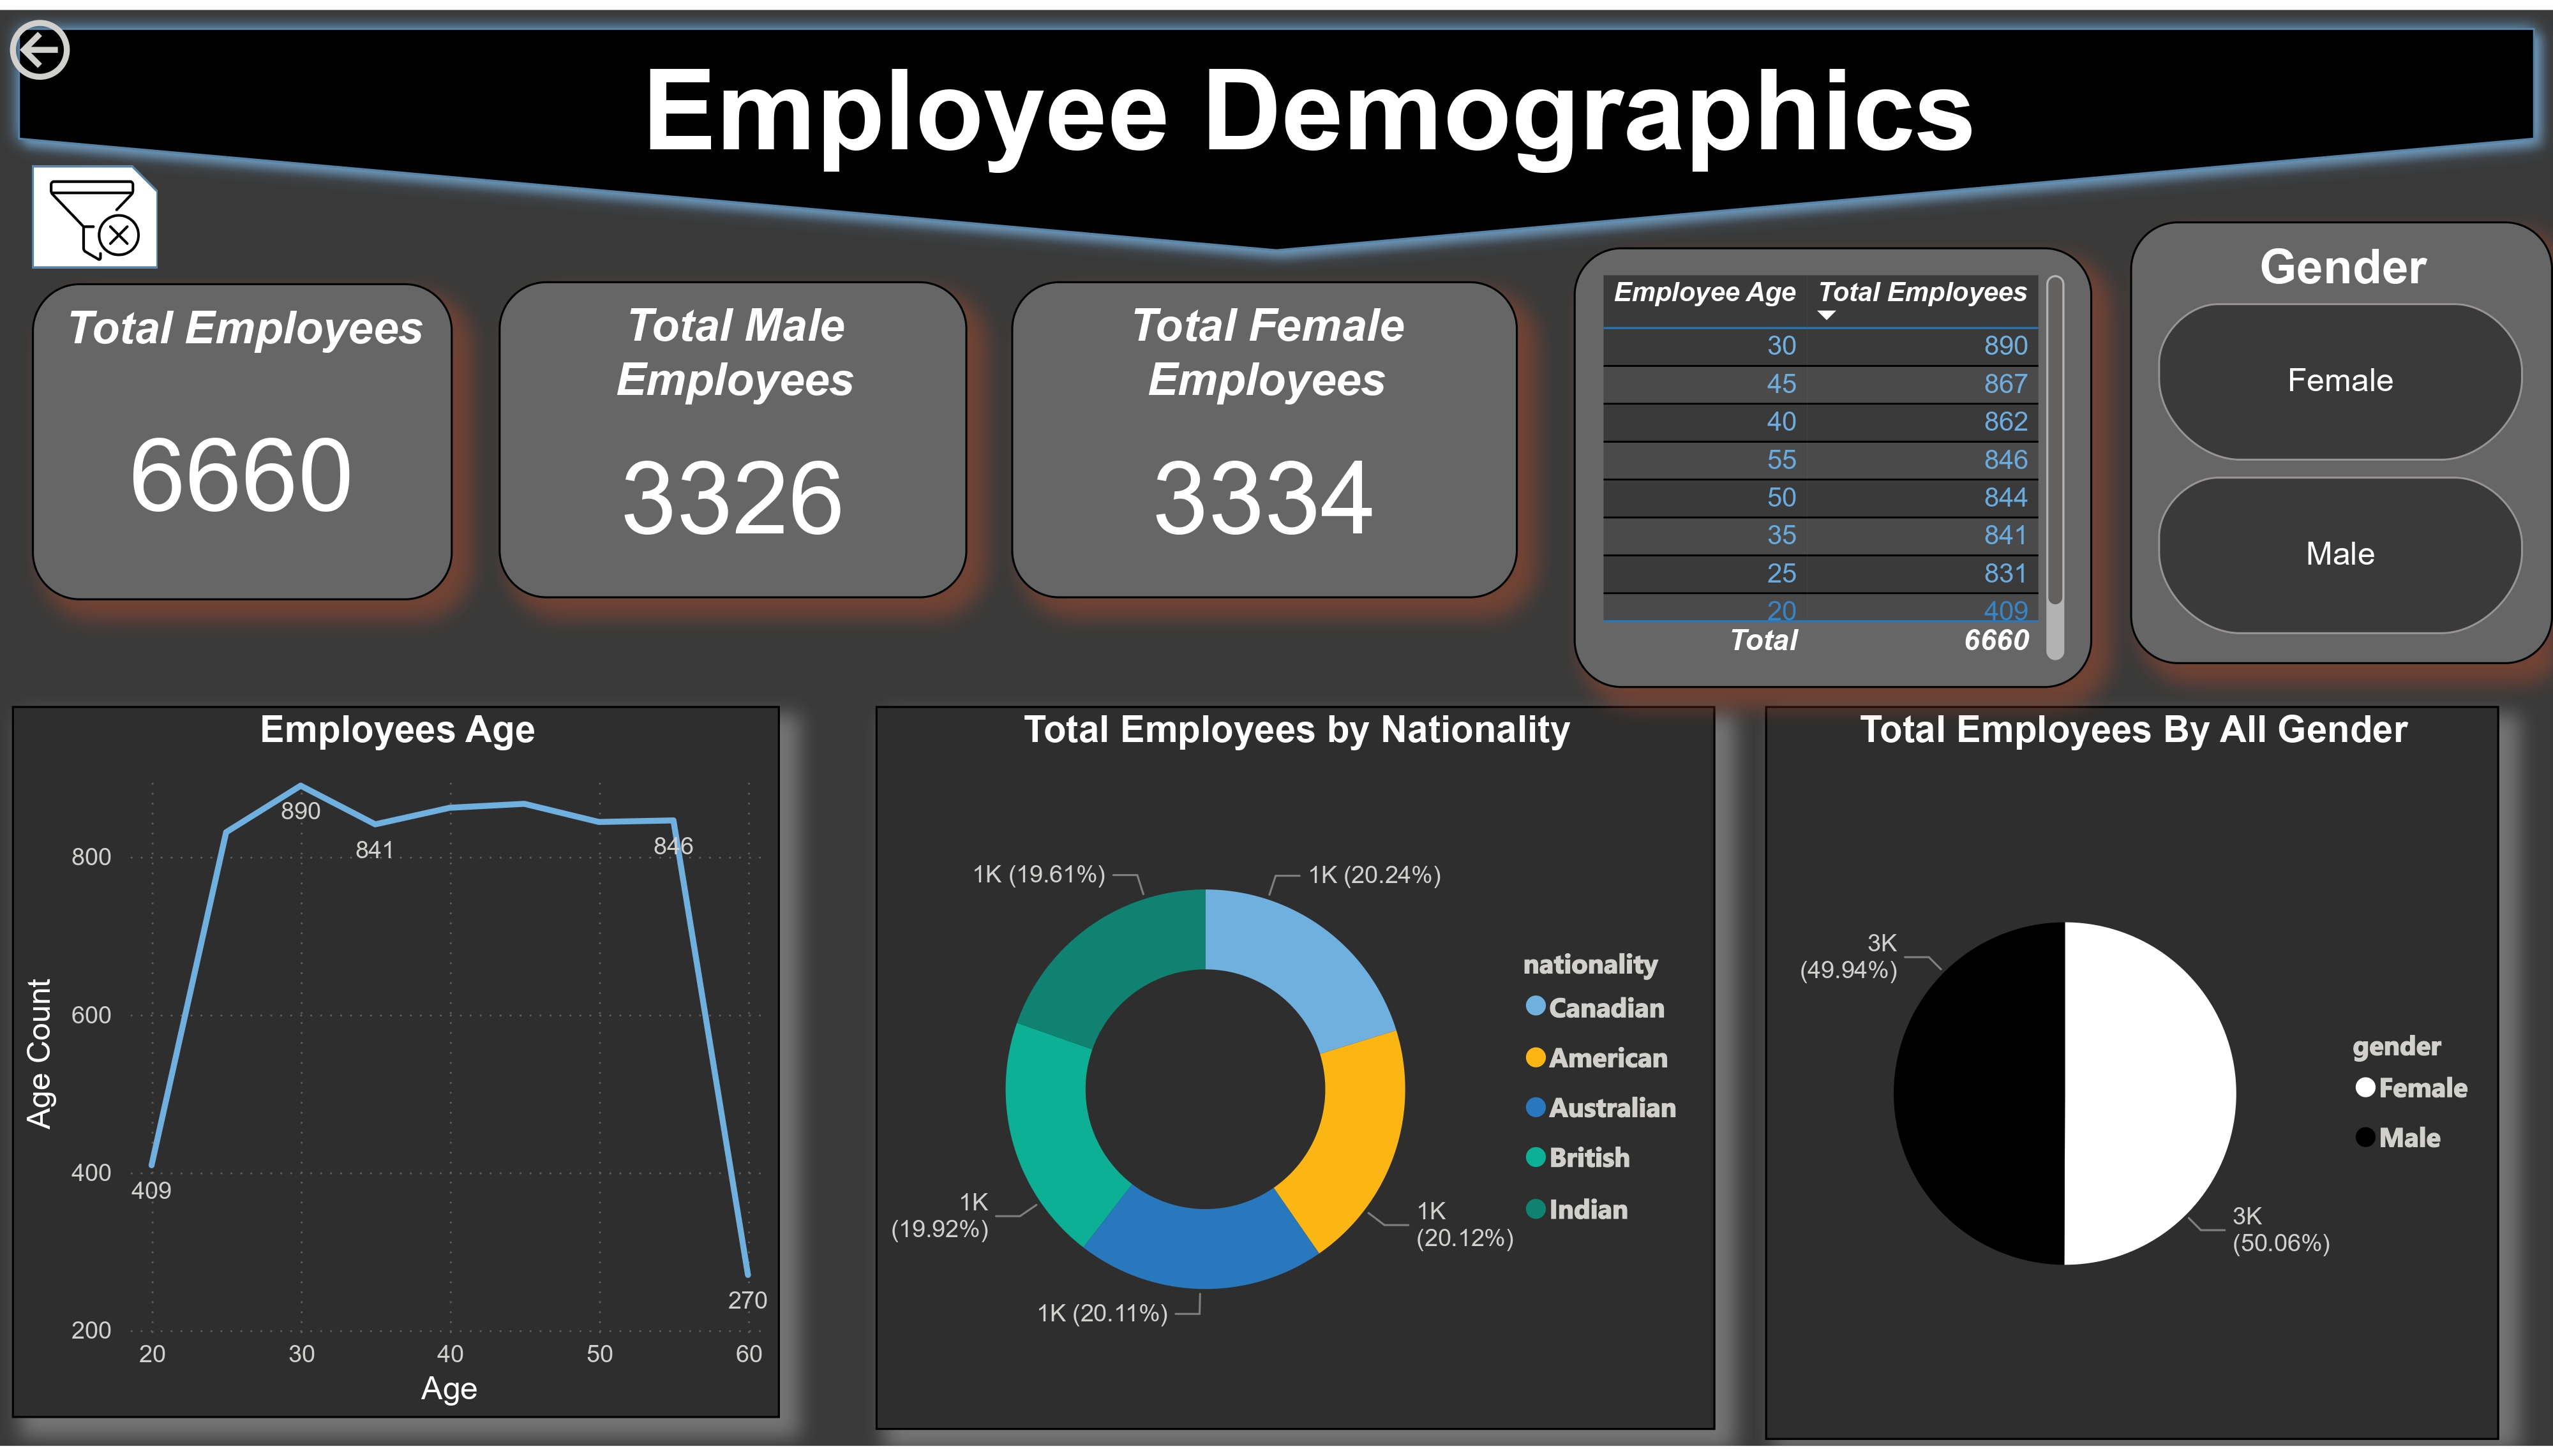 Employee Demographics
Total Employees
6660
Total Male
Employees
3326
Total Female
Employees
3334
Employee Age Total Employees
30 890
45 867
40 862
55 846
50 844
35 841
25 831
20 409
Total 6660
Gender
Female
Male
Employees Age
890
841
846
409
270
800
600
400
200
20 30 40 50 60
Age Count
Age
Total Employees by Nationality
1K (19.61%)
1K (20.24%)
1K
(19.92%)
1K
(20.12%)
1K (20.11%)
nationality
Canadian
American
Australian
British
Indian
Total Employees By All Gender
3K
(49.94%)
3K
(50.06%)
gender
Female
Male